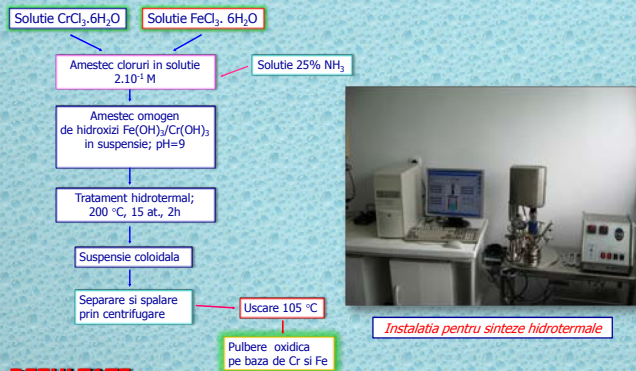 Solutie CrCl3.6H2O
Solutie FeCl3. 6H2O
Amestec cloruri in solutie
2.10-1 M
Solutie 25% NH3
Amestec omogen
de hidroxizi Fe(OH)3/Cr(OH)3
in suspensie; pH=9
Tratament hidrotermal;
200 °C, 15 at., 2h
Suspensie coloidala
Separare si spalare
prin centrifugare
Uscare 105 °C
Pulbere oxidica
pe baza de Cr si Fe
Instalatia pentru sinteze hidrotermale